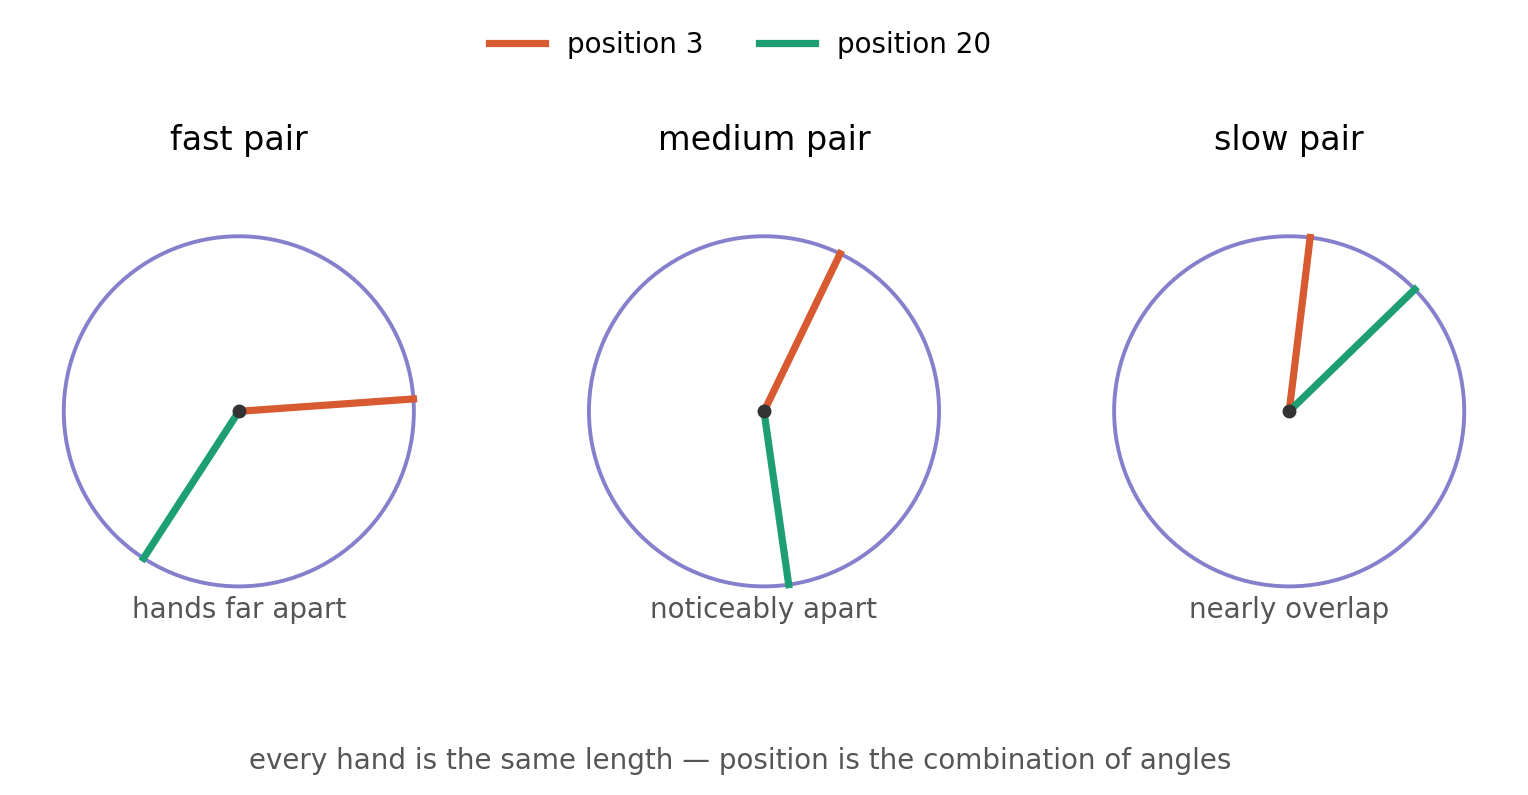 position 3 position 20
fast pair medium pair slow pair
hands far apart noticeably apart nearly overlap
every hand is the same length — position is the combination of angles